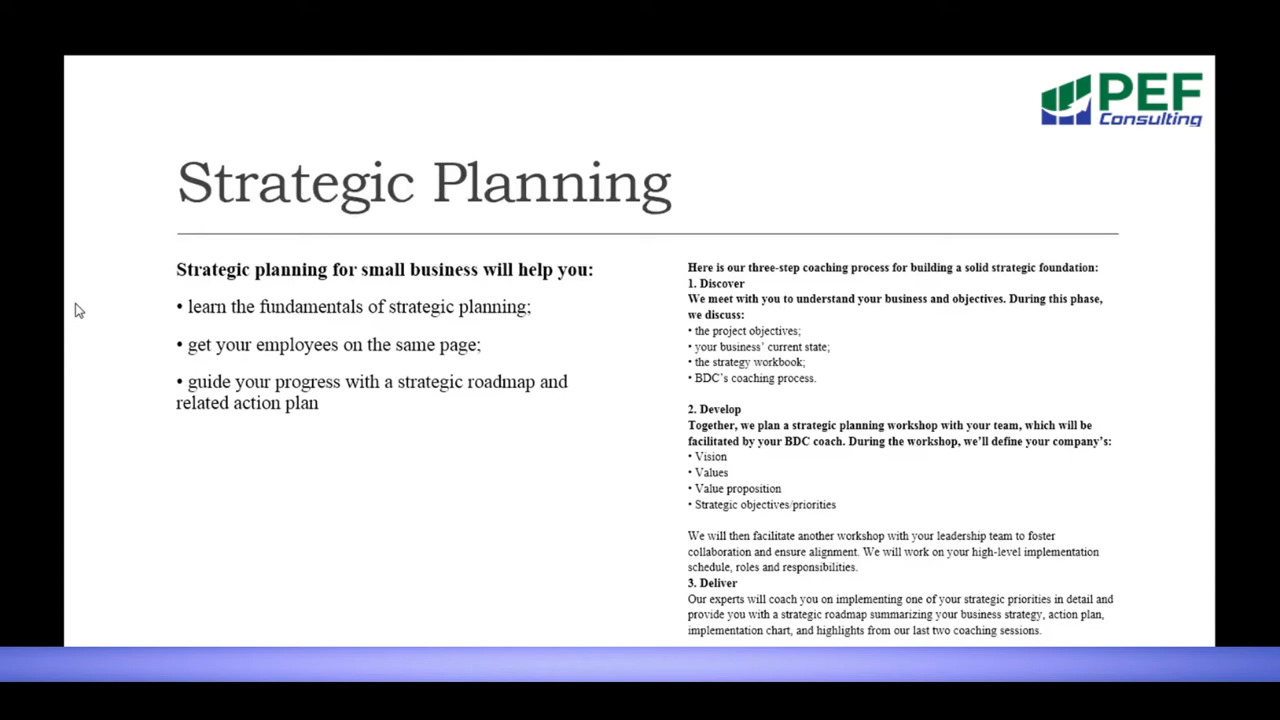 PEF
Consulting
Strategic Planning
Strategic planning for small business will help you:
• learn the fundamentals of strategic planning;
• get your employees on the same page;
• guide your progress with a strategic roadmap and
related action plan
Here is our three-step coaching process for building a solid strategic foundation:
1. Discover
We meet with you to understand your business and objectives. During this phase,
we discuss:
• the project objectives;
• your business’ current state;
• the strategy workbook;
• BDC’s coaching process.
2. Develop
Together, we plan a strategic planning workshop with your team, which will be
facilitated by your BDC coach. During the workshop, we’ll define your company’s:
• Vision
• Values
• Value proposition
• Strategic objectives/priorities
We will then facilitate another workshop with your leadership team to foster
collaboration and ensure alignment. We will work on your high-level implementation
schedule, roles and responsibilities.
3. Deliver
Our experts will coach you on implementing one of your strategic priorities in detail and
provide you with a strategic roadmap summarizing your business strategy, action plan,
implementation chart, and highlights from our last two coaching sessions.